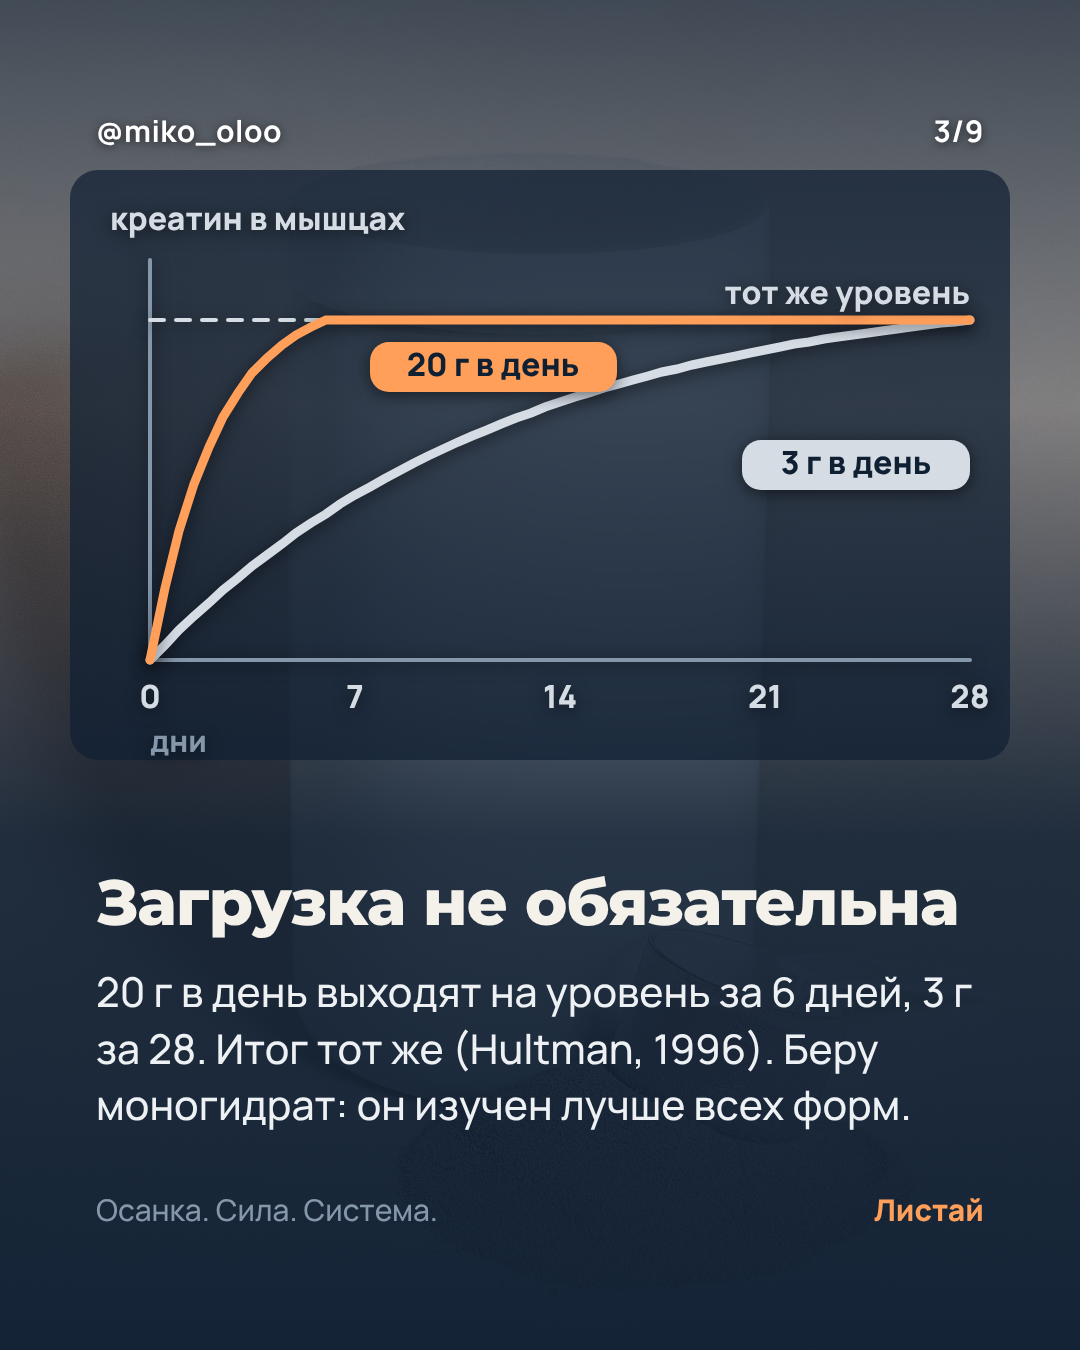 @miko_oloo
3/9
креатин в мышцах
тот же уровень
20 г в день
3 г в день
0 7 14 21 28
дни
Загрузка не обязательна
20 г в день выходят на уровень за 6 дней, 3 г
за 28. Итог тот же (Hultman, 1996). Беру
моногидрат: он изучен лучше всех форм.
Осанка. Сила. Система.
Листай